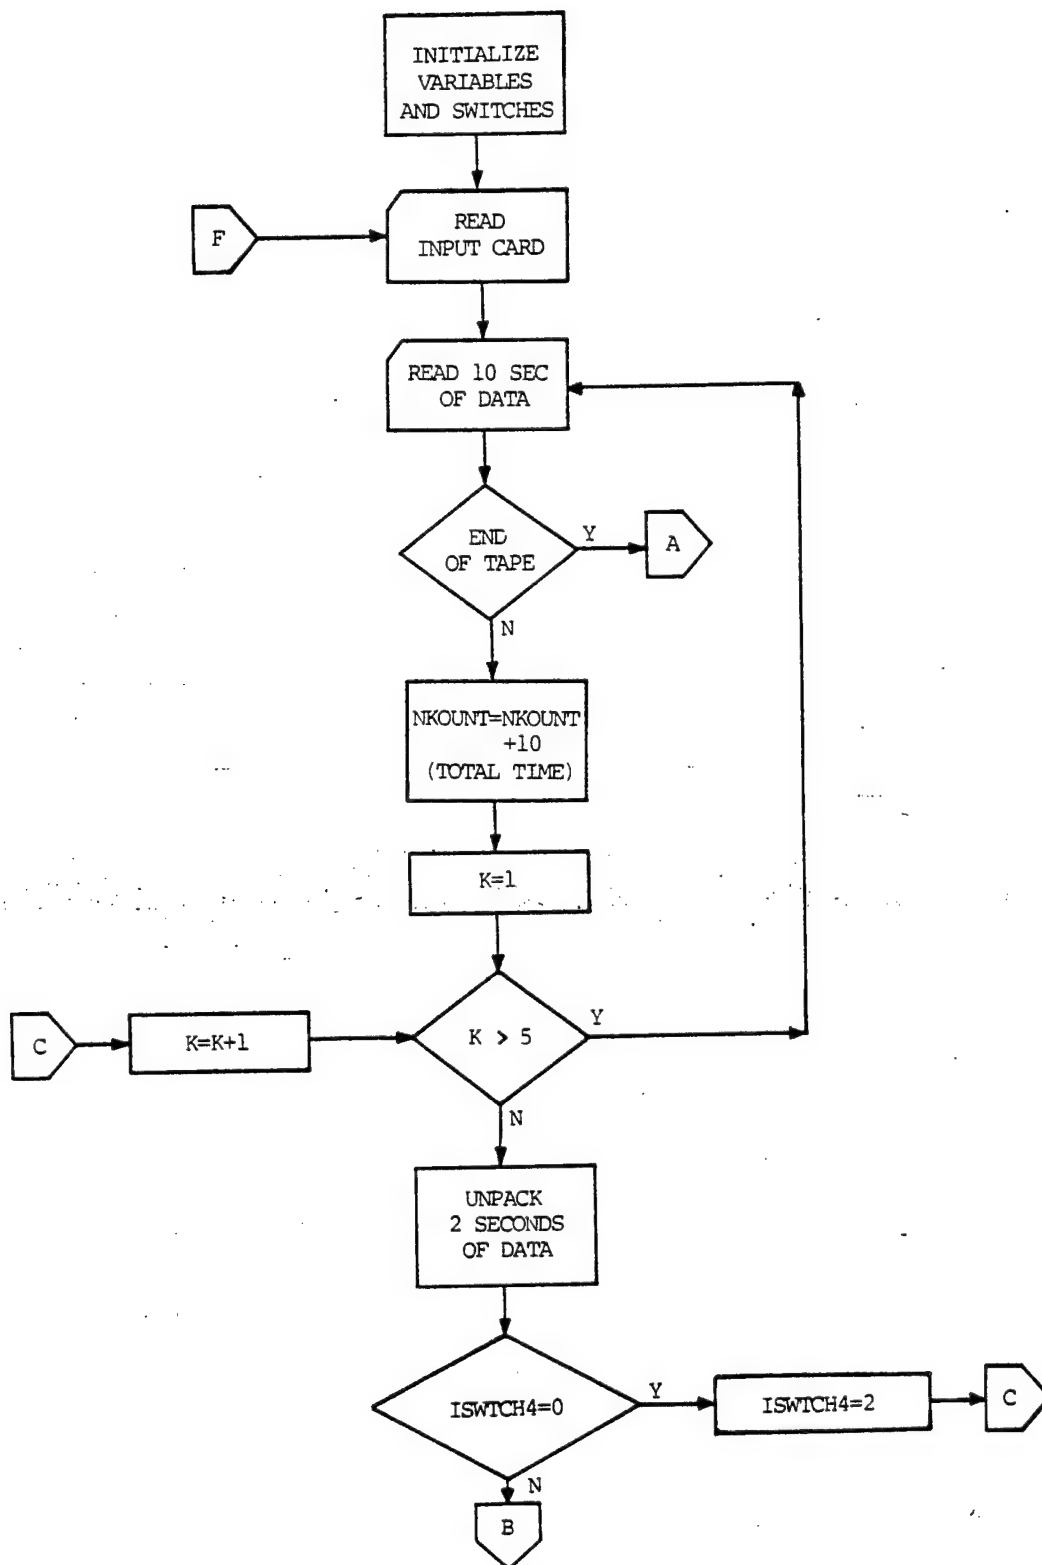 INITIALIZE
VARIABLES
AND SWITCHES
F
READ
INPUT CARD
READ 10 SEC
OF DATA
END
OF TAPE
Y
A
N
NKOUNT=NKOUNT
+10
(TOTAL TIME)
K=1
C
K=K+1
K > 5
Y
N
UNPACK
2 SECONDS
OF DATA
ISWTCH4=0
Y
ISWTCH4=2
C
N
B